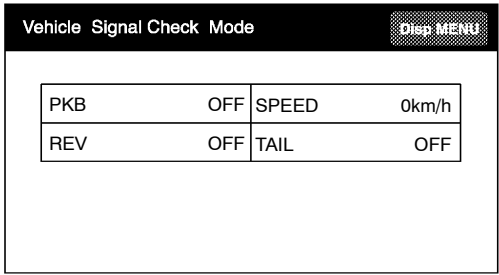 Vehicle Signal Check Mode Disp MENU
PKB OFF SPEED 0km/h
REV OFF TAIL OFF